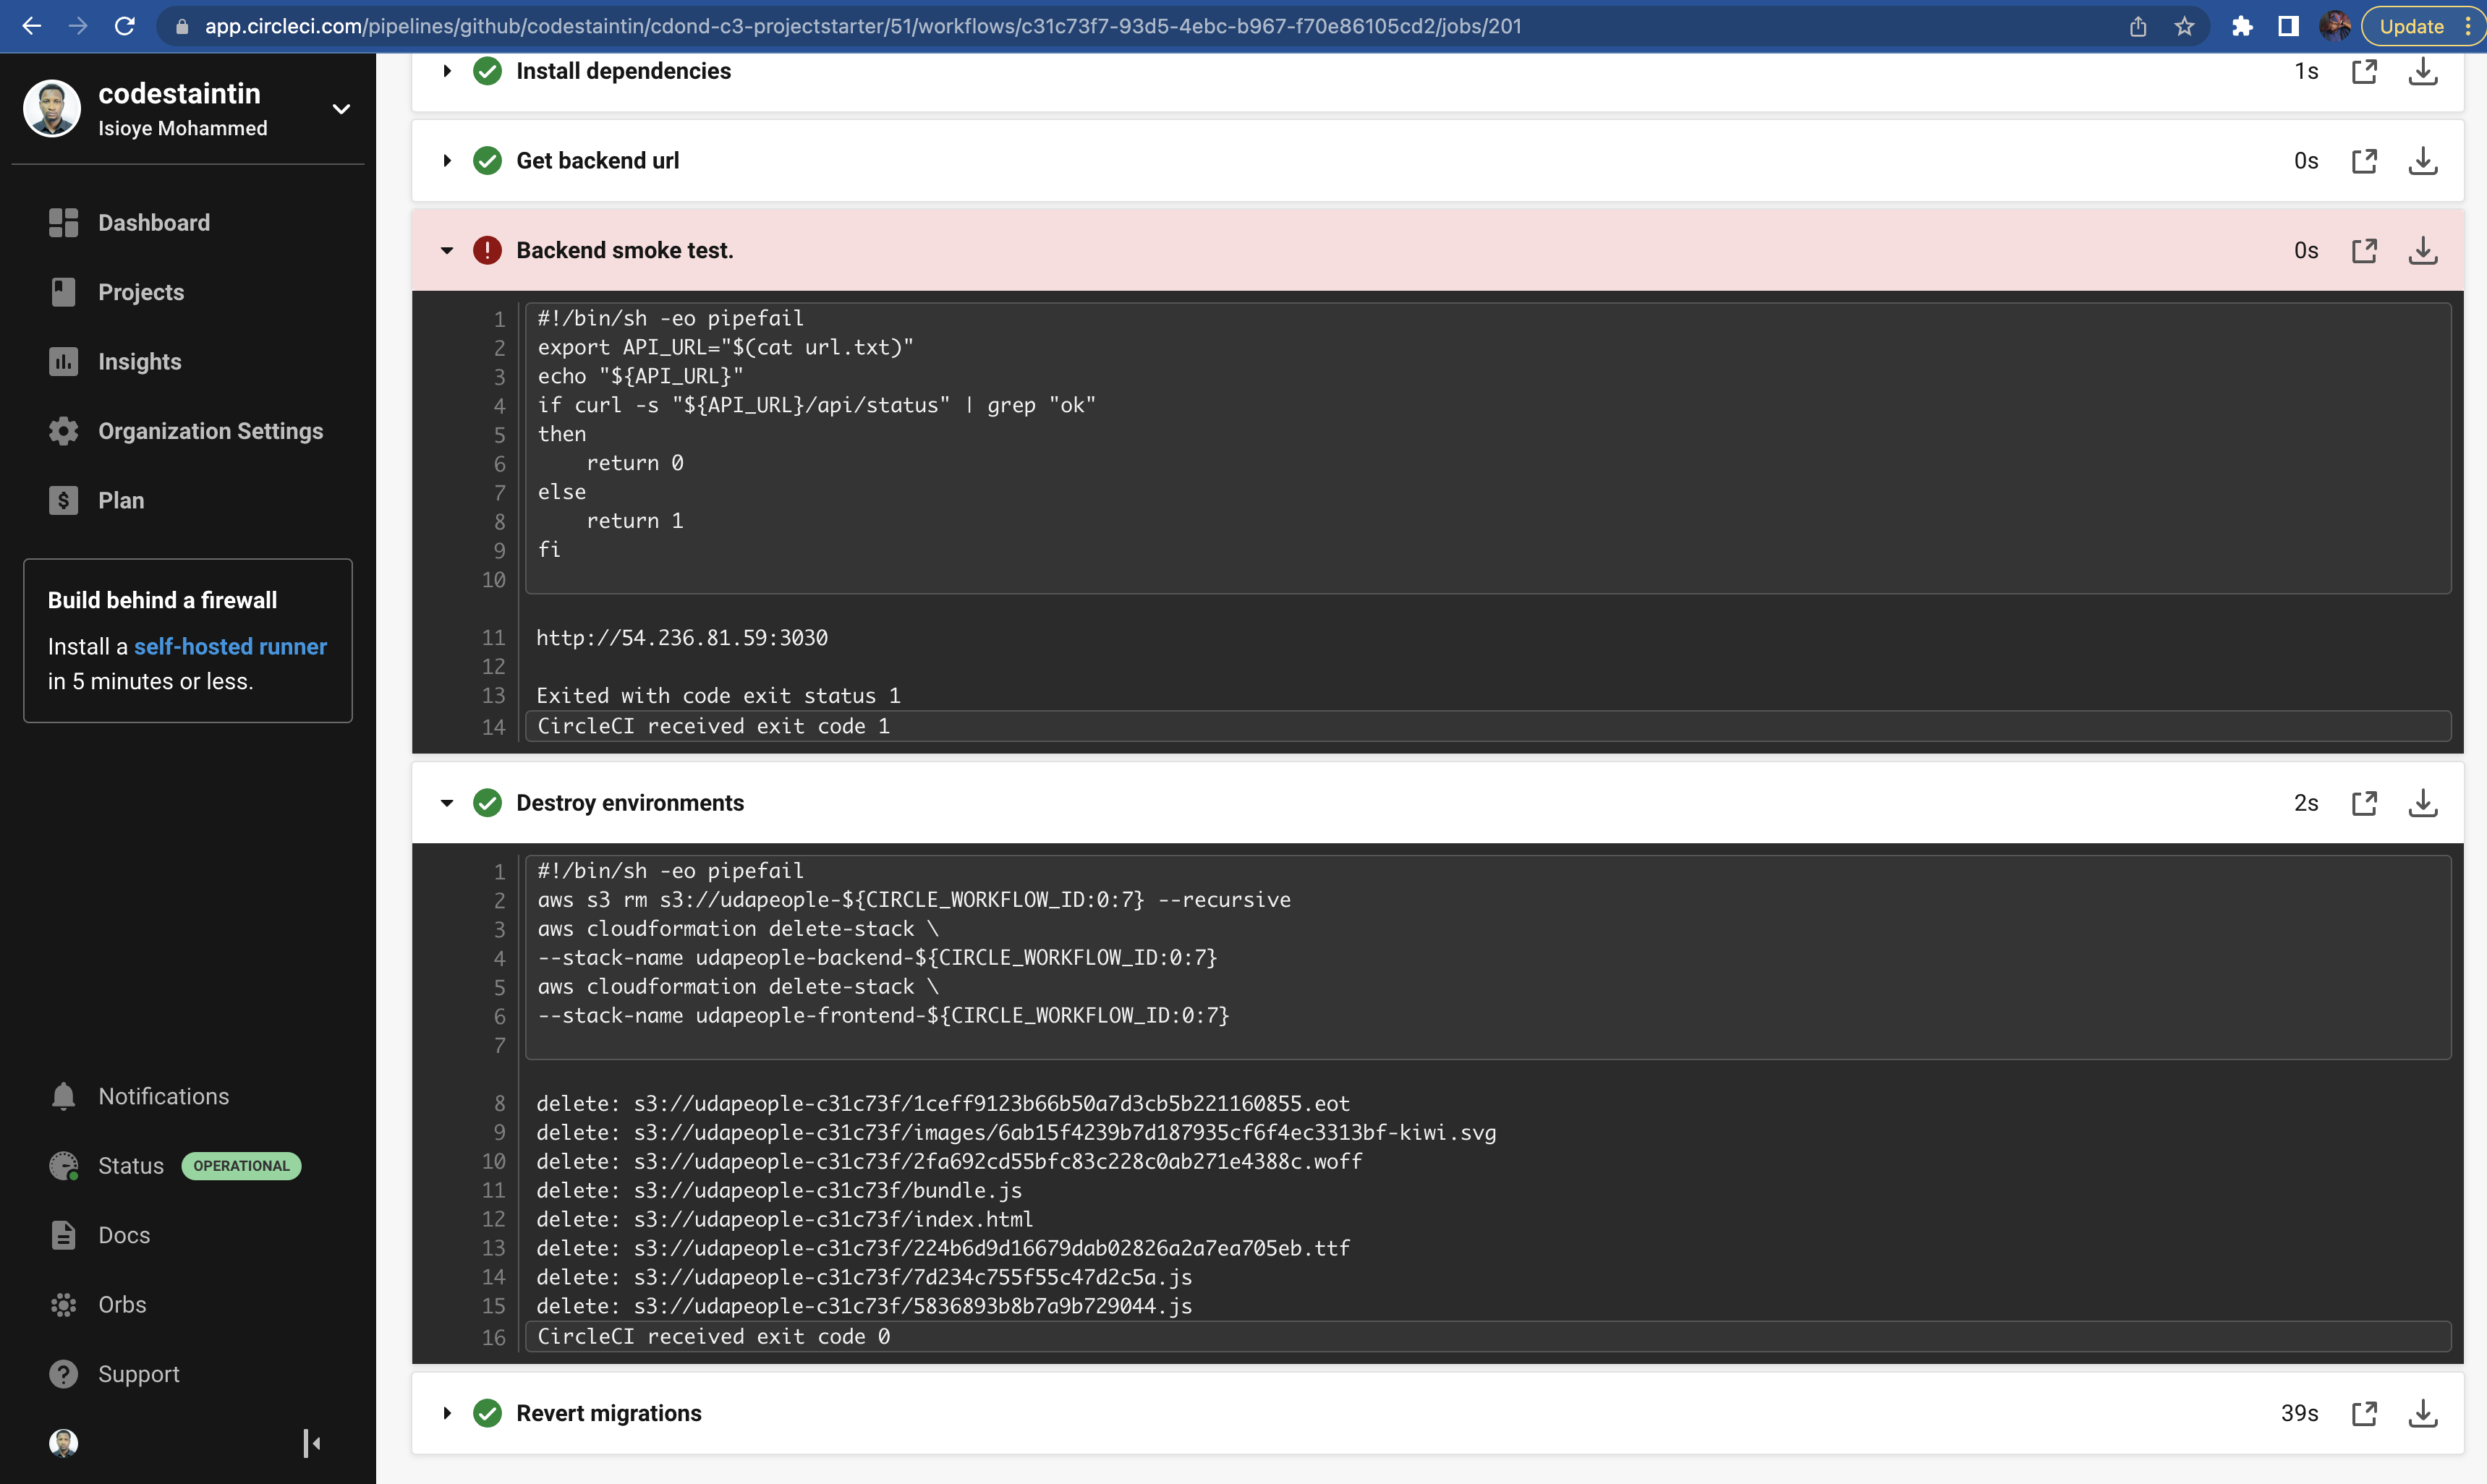 app.circleci.com/pipelines/github/codestaintin/cdond-c3-projectstarter/51/workflows/c31c73f7-93d5-4ebc-b967-f70e86105cd2/jobs/201
Update
codestaintin
Isioye Mohammed
Dashboard
Projects
Insights
Organization Settings
Plan
Build behind a firewall
Install a self-hosted runner
in 5 minutes or less.
Notifications
Status OPERATIONAL
Docs
Orbs
Support
Install dependencies 1s
Get backend url 0s
Backend smoke test. 0s
1 #!/bin/sh -eo pipefail
2 export API_URL="$(cat url.txt)"
3 echo "${API_URL}"
4 if curl -s "${API_URL}/api/status" | grep "ok"
5 then
6     return 0
7 else
8     return 1
9 fi
10
11 http://54.236.81.59:3030
12
13 Exited with code exit status 1
14 CircleCI received exit code 1
Destroy environments 2s
1 #!/bin/sh -eo pipefail
2 aws s3 rm s3://udapeople-${CIRCLE_WORKFLOW_ID:0:7} --recursive
3 aws cloudformation delete-stack \
4 --stack-name udapeople-backend-${CIRCLE_WORKFLOW_ID:0:7}
5 aws cloudformation delete-stack \
6 --stack-name udapeople-frontend-${CIRCLE_WORKFLOW_ID:0:7}
7
8 delete: s3://udapeople-c31c73f/1ceff9123b66b50a7d3cb5b221160855.eot
9 delete: s3://udapeople-c31c73f/images/6ab15f4239b7d187935cf6f4ec3313bf-kiwi.svg
10 delete: s3://udapeople-c31c73f/2fa692cd55bfc83c228c0ab271e4388c.woff
11 delete: s3://udapeople-c31c73f/bundle.js
12 delete: s3://udapeople-c31c73f/index.html
13 delete: s3://udapeople-c31c73f/224b6d9d16679dab02826a2a7ea705eb.ttf
14 delete: s3://udapeople-c31c73f/7d234c755f55c47d2c5a.js
15 delete: s3://udapeople-c31c73f/5836893b8b7a9b729044.js
16 CircleCI received exit code 0
Revert migrations 39s